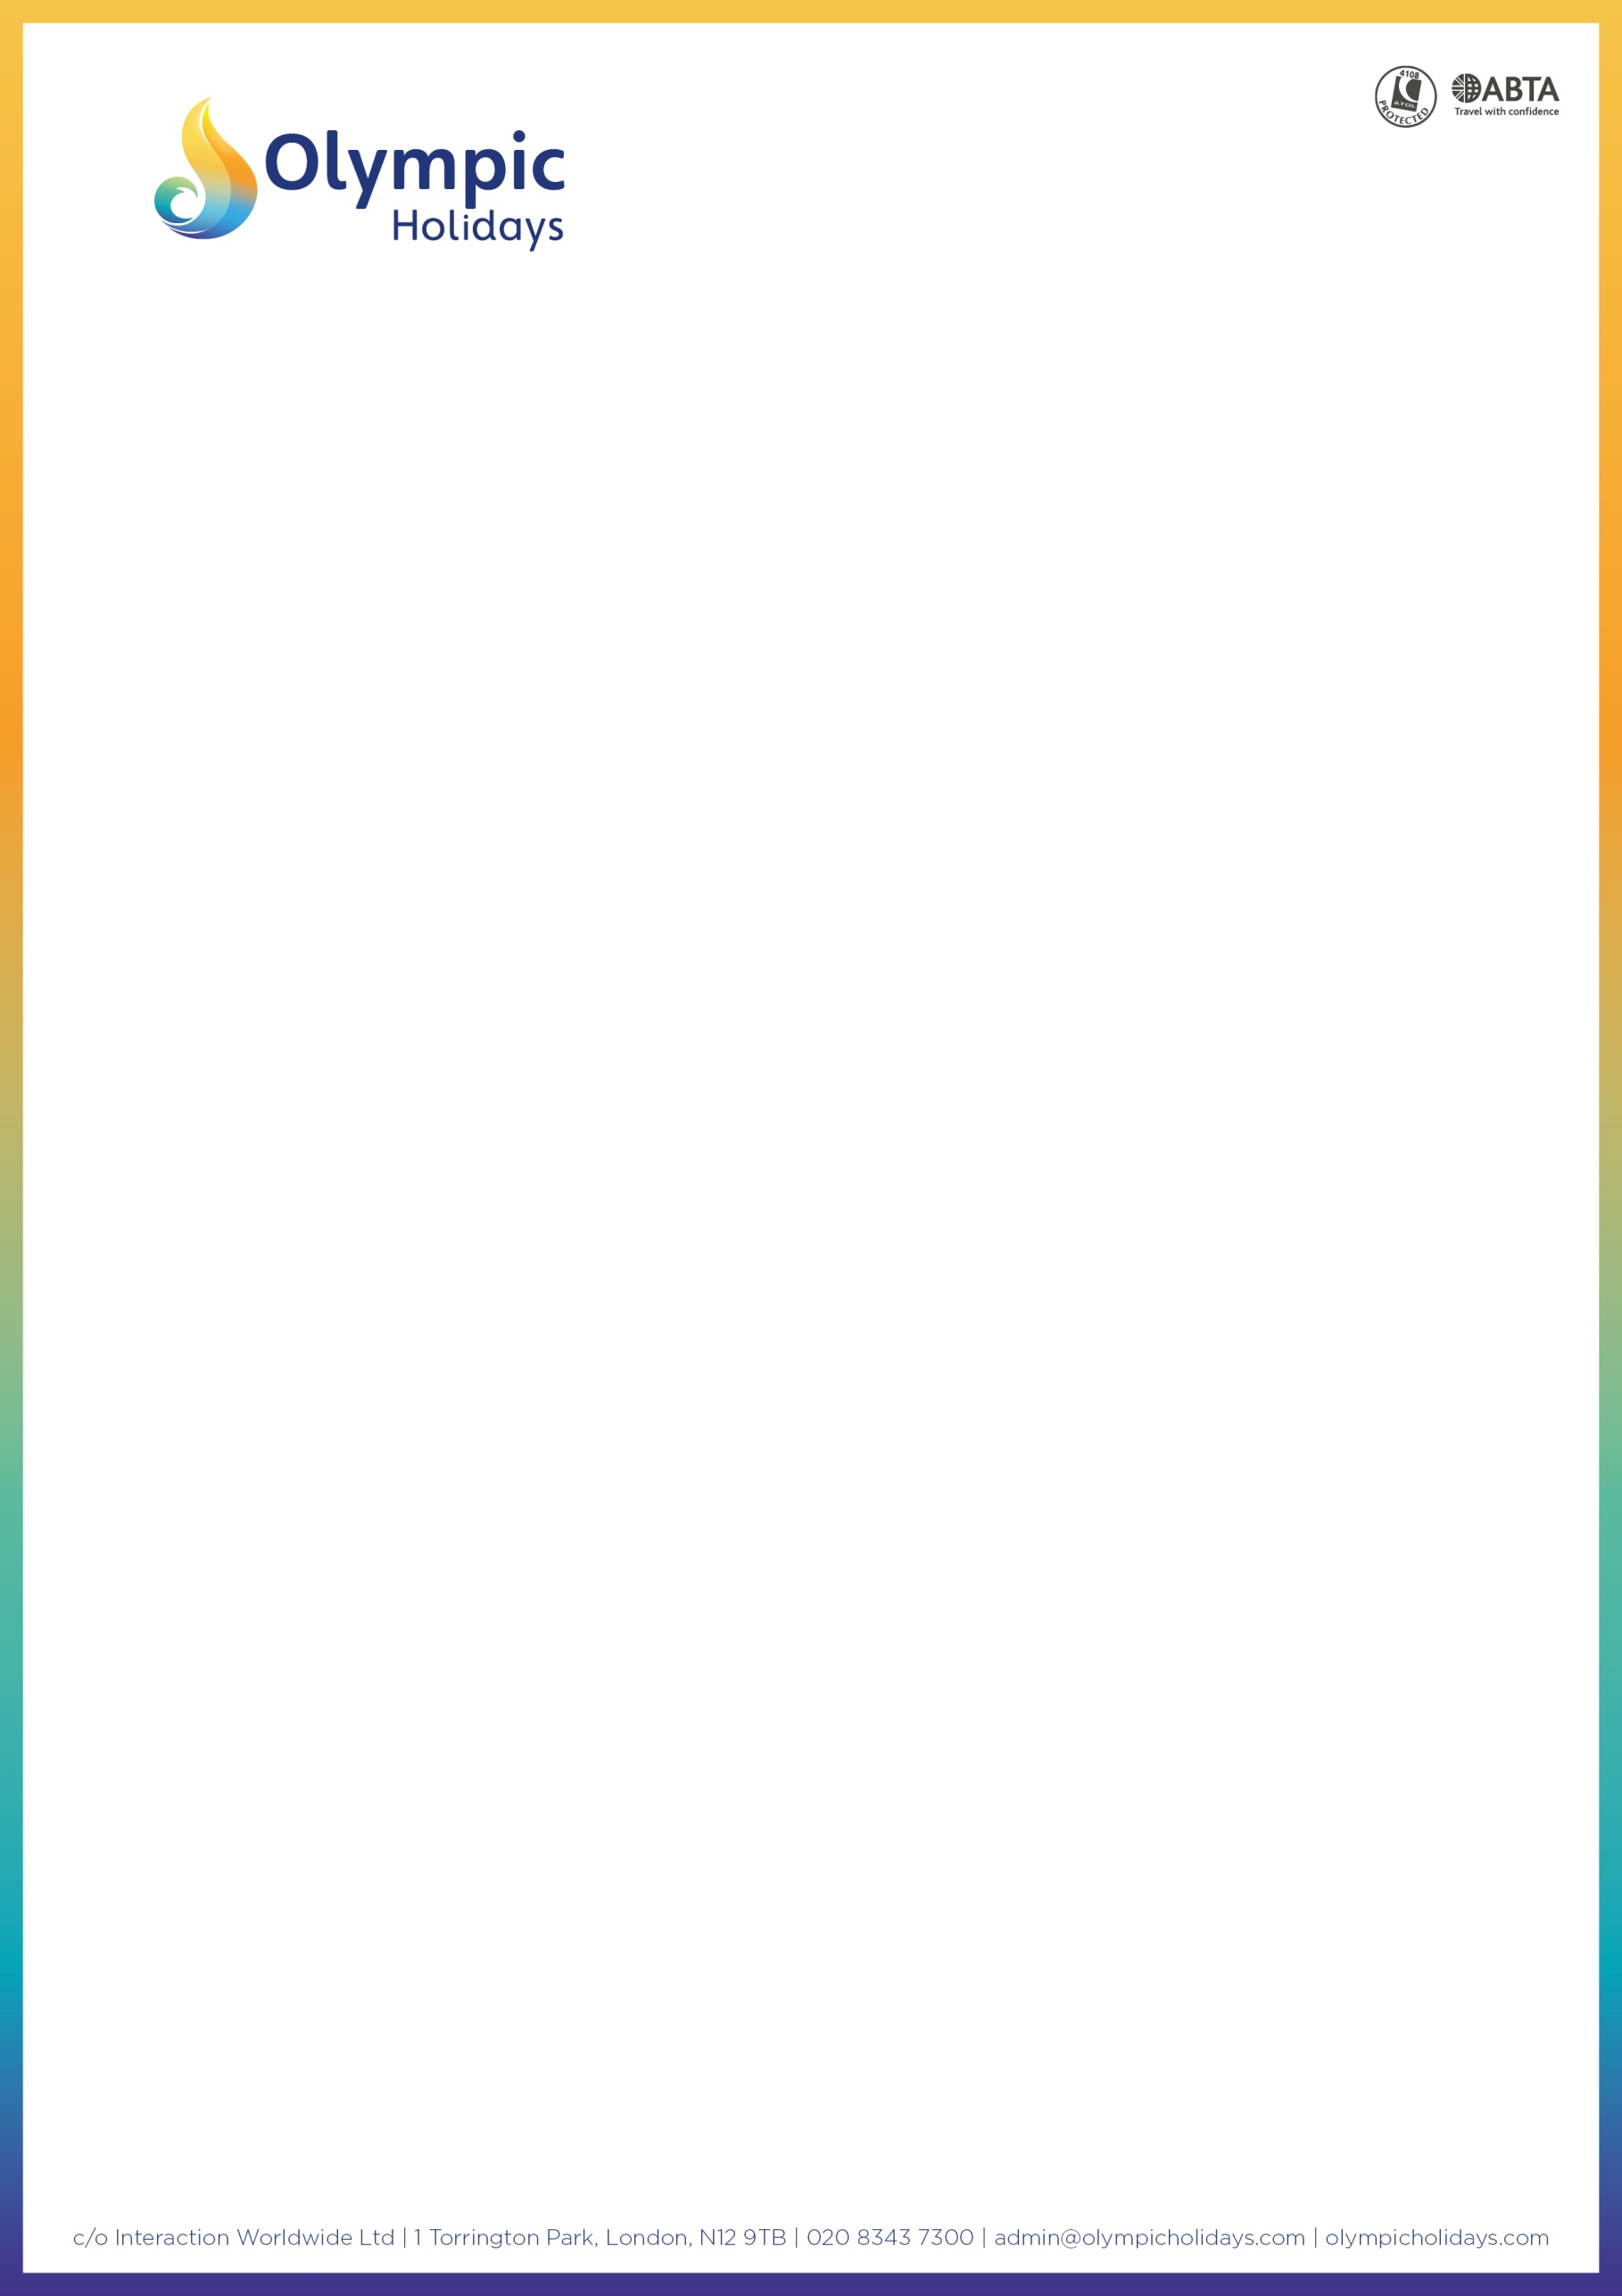 4108
ATOL
PROTECTED
ABTA
Travel with confidence
Olympic
Holidays
c/o Interaction Worldwide Ltd | 1 Torrington Park, London, N12 9TB | 020 8343 7300 | admin@olympicholidays.com | olympicholidays.com